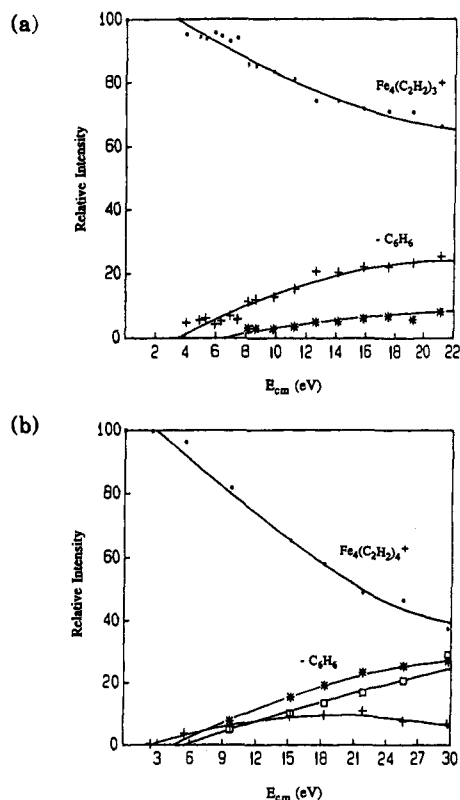 (a)
100
80
60
40
20
0
Relative Intensity
Fe₄(C₂H₂)₃⁺
- C₆H₆
2 4 6 8 10 12 14 16 18 20 22
E_cm (eV)
(b)
100
80
60
40
20
0
Relative Intensity
Fe₄(C₂H₂)₄⁺
- C₆H₆
3 6 9 12 15 18 21 24 27 30
E_cm (eV)